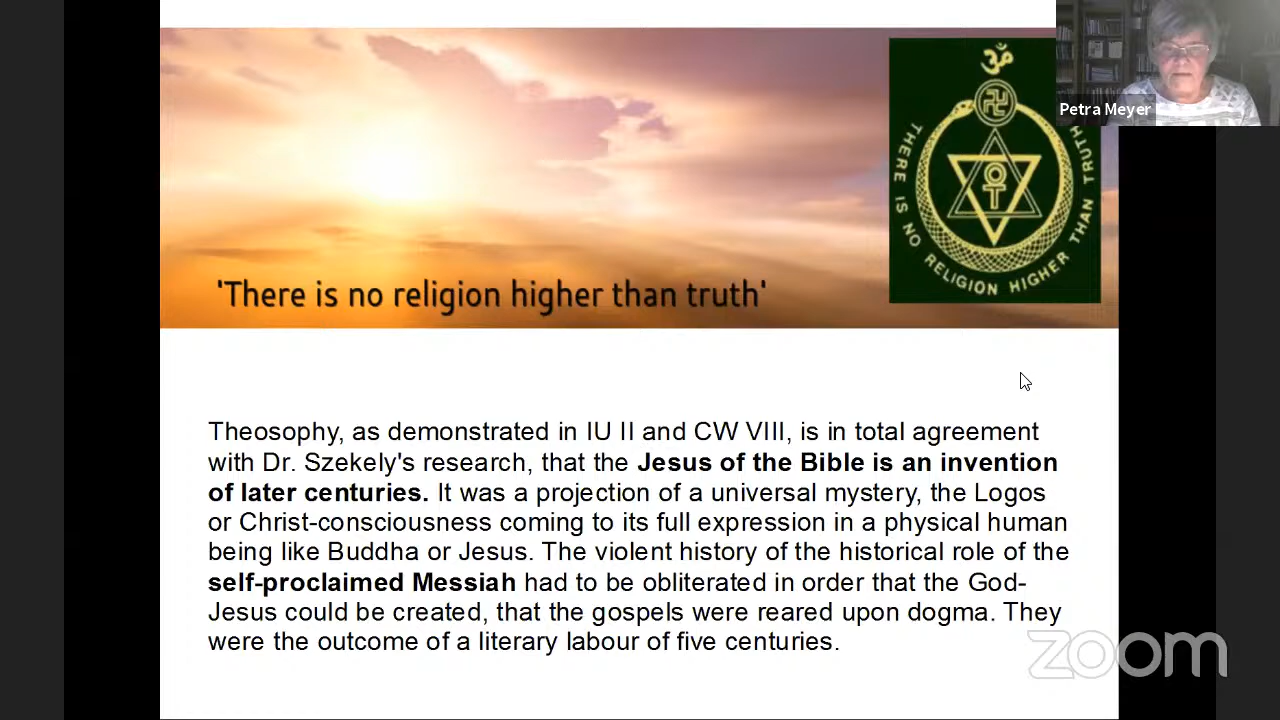 Petra Meyer
ॐ
THERE IS NO RELIGION HIGHER THAN TRUTH
'There is no religion higher than truth'
Theosophy, as demonstrated in IU II and CW VIII, is in total agreement
with Dr. Szekely's research, that the Jesus of the Bible is an invention
of later centuries. It was a projection of a universal mystery, the Logos
or Christ-consciousness coming to its full expression in a physical human
being like Buddha or Jesus. The violent history of the historical role of the
self-proclaimed Messiah had to be obliterated in order that the God-
Jesus could be created, that the gospels were reared upon dogma. They
were the outcome of a literary labour of five centuries.
zoom